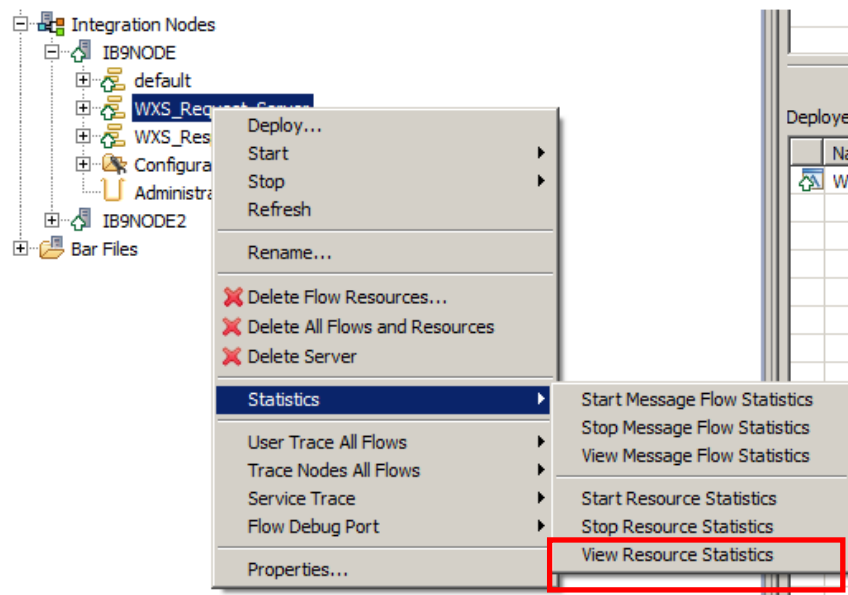 Integration Nodes
IB9NODE
default
WXS_Request_Server
WXS_Res
Configura
Administra
IB9NODE2
Bar Files
Deploy...
Start
Stop
Refresh
Rename...
Delete Flow Resources...
Delete All Flows and Resources
Delete Server
Statistics
User Trace All Flows
Trace Nodes All Flows
Service Trace
Flow Debug Port
Properties...
Start Message Flow Statistics
Stop Message Flow Statistics
View Message Flow Statistics
Start Resource Statistics
Stop Resource Statistics
View Resource Statistics
Deploye
Na
W